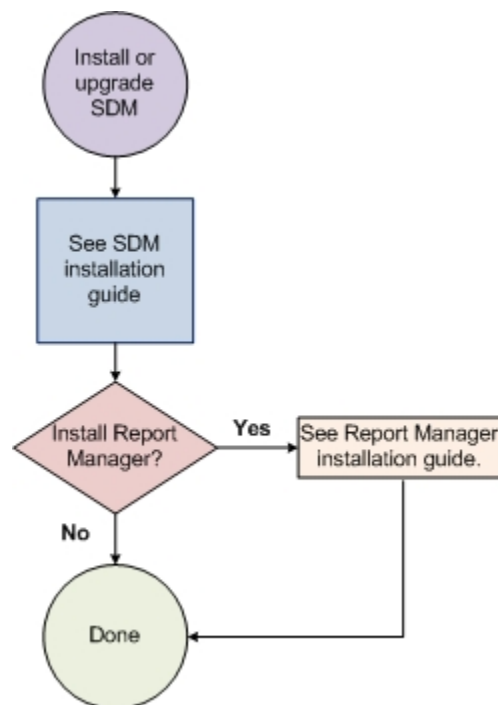 Install or
upgrade
SDM
See SDM
installation
guide
Install Report
Manager?
Yes
See Report Manager
installation guide.
No
Done